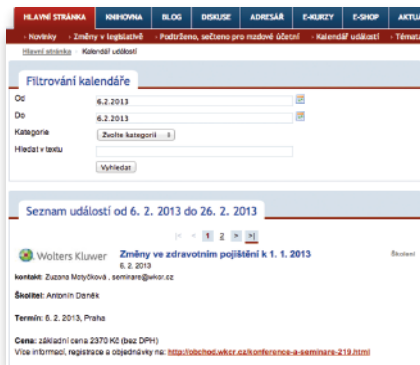 HLAVNÍ STRÁNKA KNIHOVNA BLOG DISKUSE ADRESÁŘ E-KURZY E-SHOP AKTU
Novinky Změny v legislativě Podtrženo, sečteno pro mzdové účetní Kalendář událostí Témata
Hlavní stránka Kalendář událostí
Filtrování kalendáře
Od 6.2.2013
Do 6.2.2013
Kategorie Zvolte kategorii
Hledat v textu
Vyhledat
Seznam událostí od 6. 2. 2013 do 26. 2. 2013
|< < 1 2 > >|
Wolters Kluwer Změny ve zdravotním pojištění k 1. 1. 2013 Školení
6. 2. 2013
kontakt: Zuzana Motyčková , seminare@wkcr.cz
Školitel: Antonín Daněk
Termín: 6. 2. 2013, Praha
Cena: základní cena 2370 Kč (bez DPH)
Více informací, registrace a objednávky na: http://obchod.wkcr.cz/konference-a-seminare-219.html